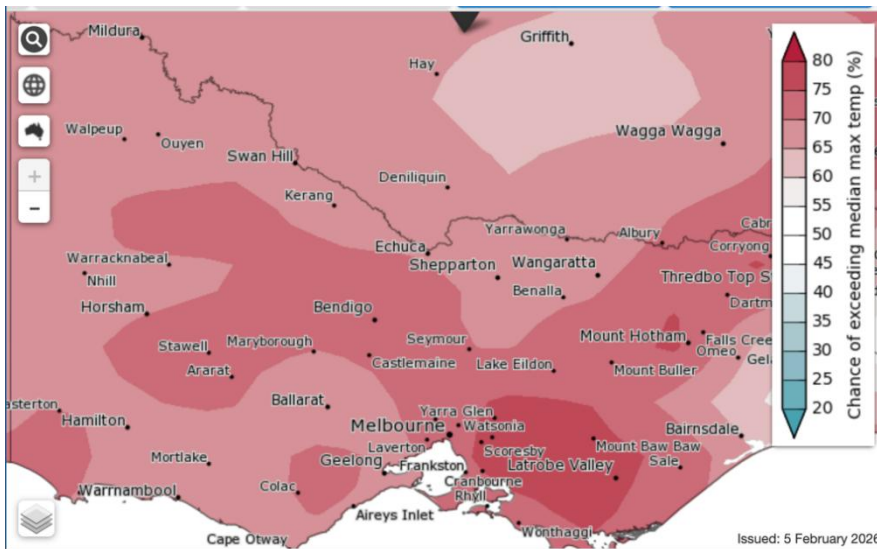 Mildura
Griffith
Hay
Walpeup
Ouyen
Wagga Wagga
Swan Hill
Deniliquin
Kerang
Yarrawonga
Albury
Cabr
Echuca
Corryong
Warracknabeal
Shepparton
Wangaratta
Nhill
Thredbo Top S
Benalla
Dartm
Horsham
Bendigo
Stawell
Maryborough
Seymour
Mount Hotham
Falls Cree
Omeo
Gela
Ararat
Castlemaine
Lake Eildon
Mount Buller
Ballarat
asterton
Hamilton
Yarra Glen
Melbourne
Watsonia
Bairnsdale
Laverton
Scoresby
Mount Baw Baw
Mortlake
Geelong
Frankston
Latrobe Valley
Sale
Cranbourne
Warrnambool
Colac
Rhyll
Aireys Inlet
Wonthaggi
Cape Otway
80
75
70
65
60
55
50
45
40
35
30
25
20
Chance of exceeding median max temp (%)
Issued: 5 February 2026